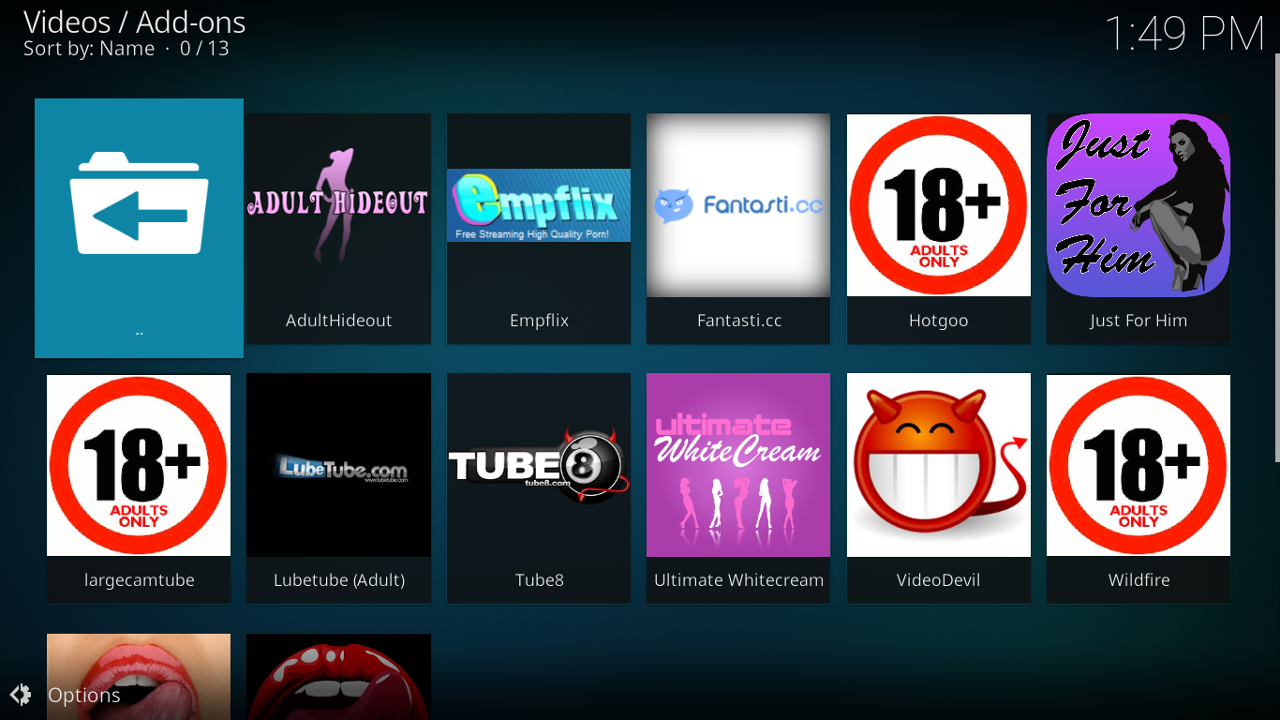 Videos / Add-ons
Sort by: Name · 0 / 13
1:49 PM
..
ADULT HiDEOUT
AdultHideout
empflix
Free Streaming High Quality Porn!
Empflix
Fantasti.cc
Fantasti.cc
18+
ADULTS
ONLY
Hotgoo
Just
For
Him
Just For Him
18+
ADULTS
ONLY
largecamtube
LubeTube.com
www.lubetube.com
Lubetube (Adult)
TUBE8
tube8.com
Tube8
ultimate
WhiteCream
Ultimate Whitecream
VideoDevil
18+
ADULTS
ONLY
Wildfire
Options